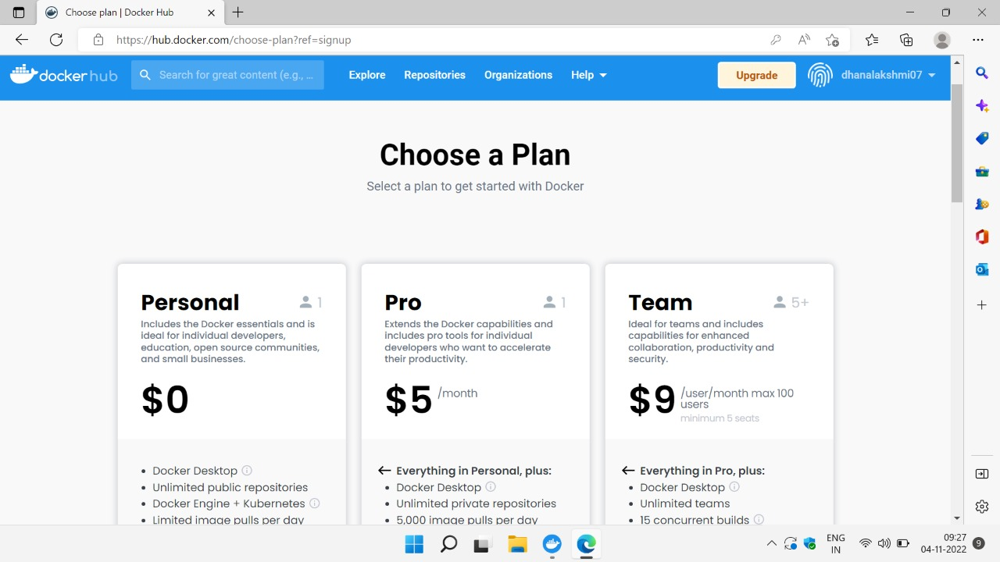 Choose plan | Docker Hub
https://hub.docker.com/choose-plan?ref=signup
docker hub
Search for great content (e.g., ...
Explore
Repositories
Organizations
Help
Upgrade
dhanalakshmi07
Choose a Plan
Select a plan to get started with Docker
Personal
1
Includes the Docker essentials and is
ideal for individual developers,
education, open source communities,
and small businesses.
$0
Docker Desktop
Unlimited public repositories
Docker Engine + Kubernetes
Limited image pulls per day
Pro
1
Extends the Docker capabilities and
includes pro tools for individual
developers who want to accelerate
their productivity.
$5 /month
Everything in Personal, plus:
Docker Desktop
Unlimited private repositories
5,000 image pulls per day
Team
5+
Ideal for teams and includes
capabilities for enhanced
collaboration, productivity and
security.
$9 /user/month max 100
users
minimum 5 seats
Everything in Pro, plus:
Docker Desktop
Unlimited teams
15 concurrent builds
ENG
IN
09:27
04-11-2022
9